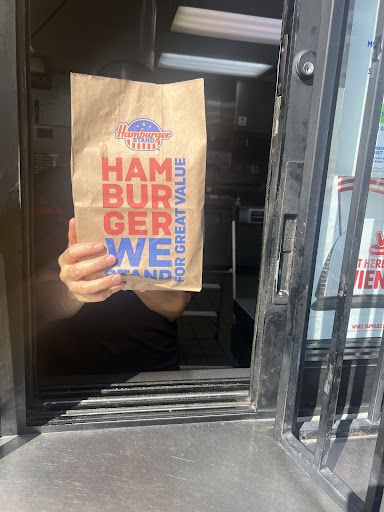 Hamburger
STAND
HAM
BUR
GER
WE
STAND
FOR GREAT VALUE